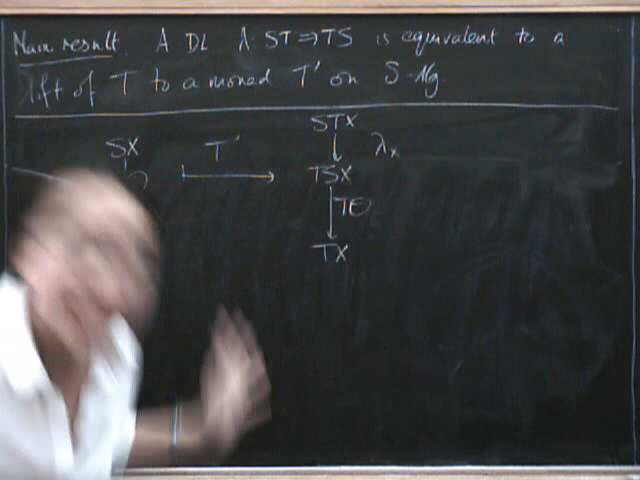 Main result. A DL λ: ST ⇒ TS is equivalent to a
lift of T to a monad T' on S-Alg
STX
SX T' λx
TSX
Tθ
TX